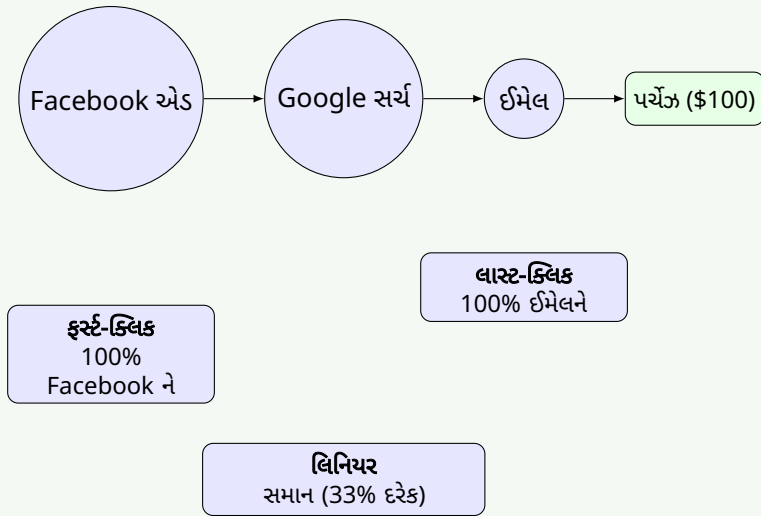 Facebook એડ
Google સર્ચ
ઈમેલ
પર્ચેઝ ($100)
લાસ્ટ-ક્લિક
100% ઈમેલને
ફર્સ્ટ-ક્લિક
100%
Facebook ને
લિનિયર
સમાન (33% દરેક)